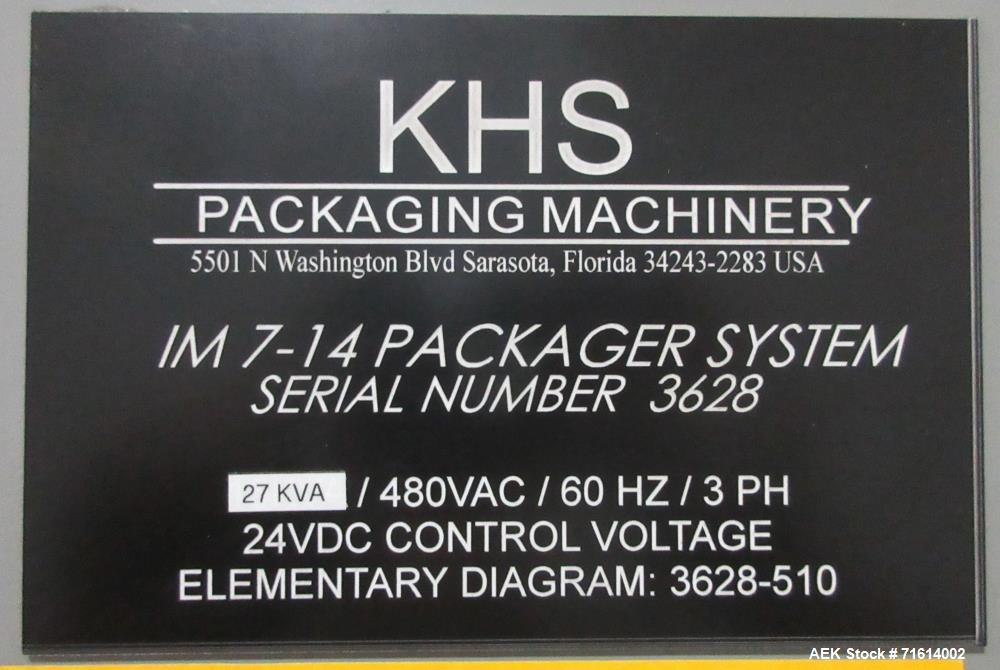 KHS
PACKAGING MACHINERY
5501 N Washington Blvd Sarasota, Florida 34243-2283 USA
IM 7-14 PACKAGER SYSTEM
SERIAL NUMBER 3628
27 KVA / 480VAC / 60 HZ / 3 PH
24VDC CONTROL VOLTAGE
ELEMENTARY DIAGRAM: 3628-510
AEK Stock # 71614002